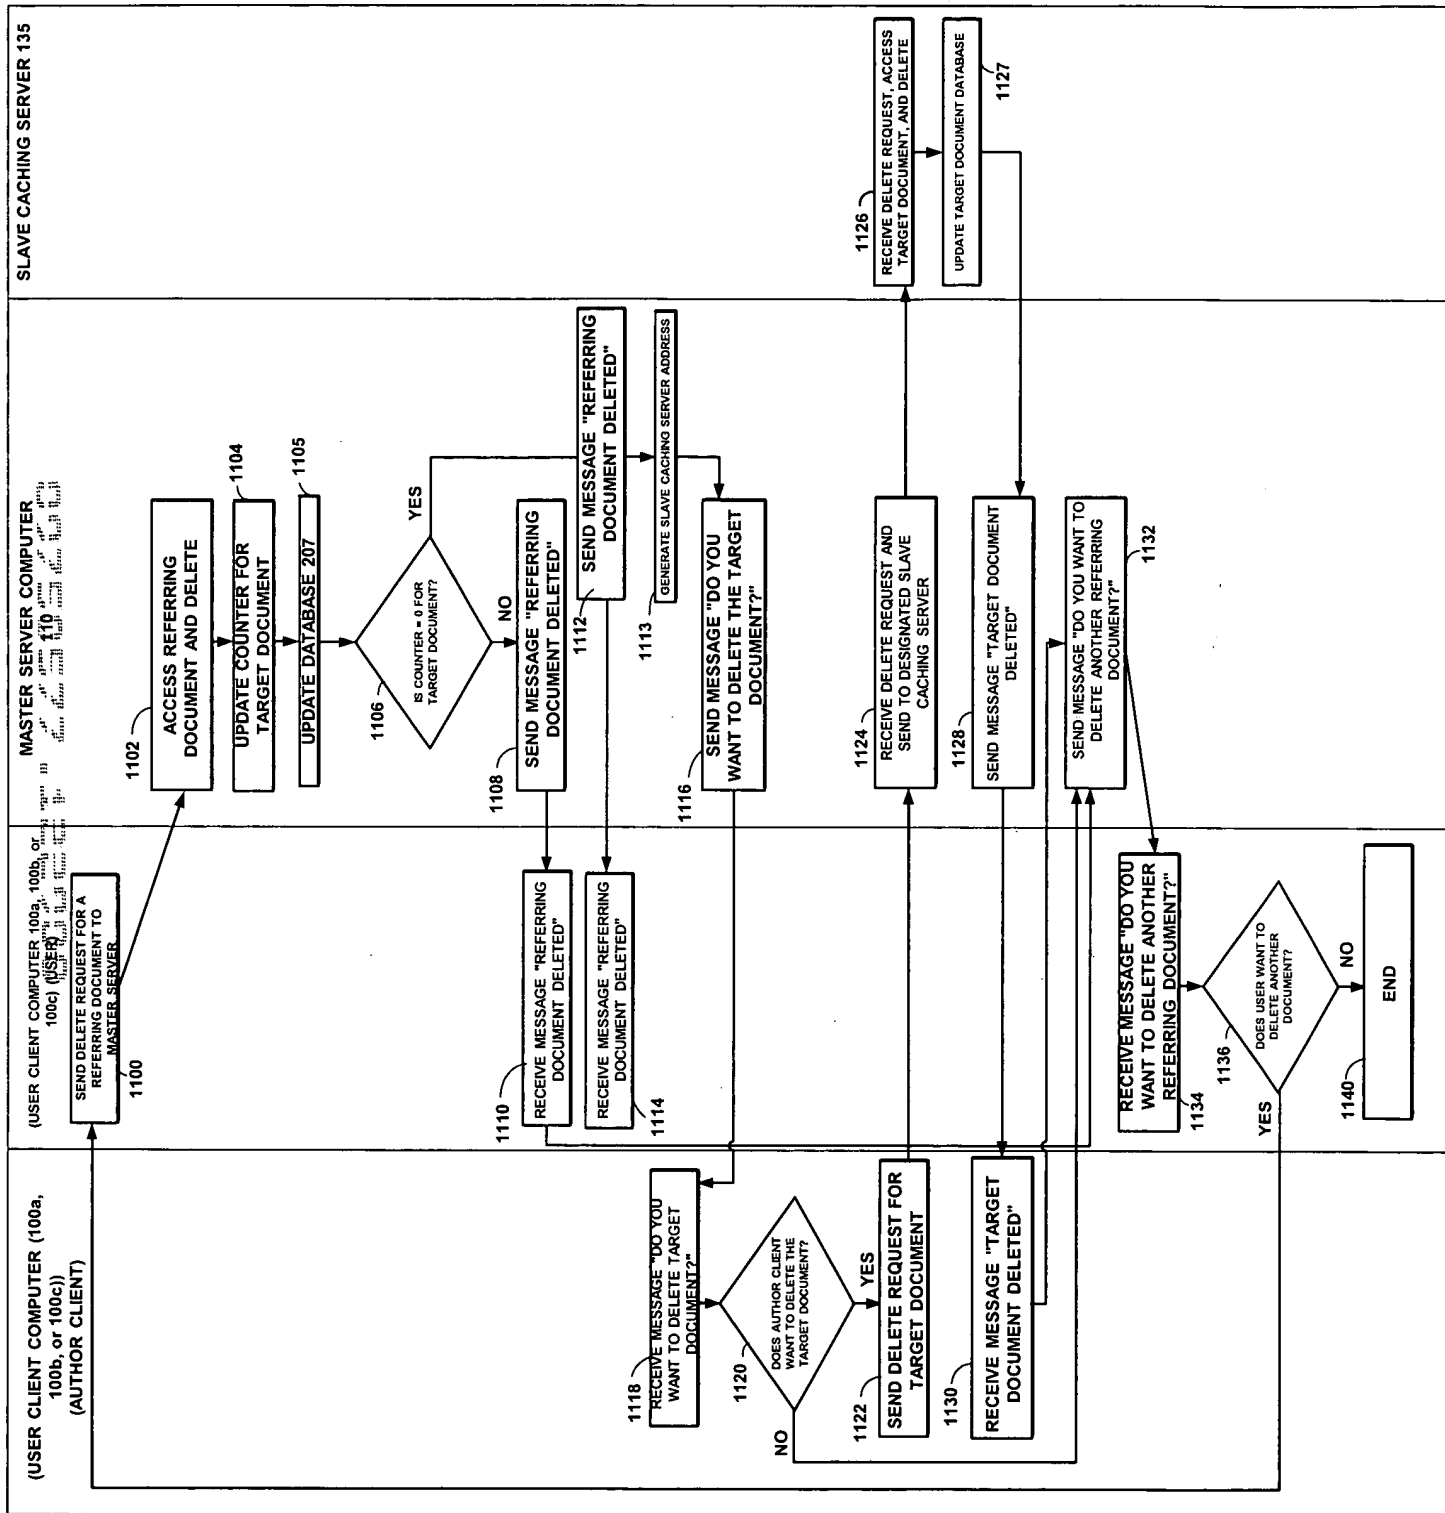 (USER CLIENT COMPUTER (100a,
100b, or 100c))
(AUTHOR CLIENT)
(USER CLIENT COMPUTER 100a, 100b, or
100c) (USER)
MASTER SERVER COMPUTER
110
SLAVE CACHING SERVER 135
SEND DELETE REQUEST FOR A
REFERRING DOCUMENT TO
MASTER SERVER
1100
1102
ACCESS REFERRING
DOCUMENT AND DELETE
UPDATE COUNTER FOR
TARGET DOCUMENT
1104
UPDATE DATABASE 207
1105
IS COUNTER = 0 FOR
TARGET DOCUMENT?
1106
YES
NO
1108
SEND MESSAGE "REFERRING
DOCUMENT DELETED"
1110
RECEIVE MESSAGE "REFERRING
DOCUMENT DELETED"
1112
SEND MESSAGE "REFERRING
DOCUMENT DELETED"
RECEIVE MESSAGE "REFERRING
DOCUMENT DELETED"
1114
1113
GENERATE SLAVE CACHING SERVER ADDRESS
1116
SEND MESSAGE "DO YOU
WANT TO DELETE THE TARGET
DOCUMENT?"
1118
RECEIVE MESSAGE "DO YOU
WANT TO DELETE TARGET
DOCUMENT?"
1120
DOES AUTHOR CLIENT
WANT TO DELETE THE
TARGET DOCUMENT?
NO
YES
1122
SEND DELETE REQUEST FOR
TARGET DOCUMENT
1124
RECEIVE DELETE REQUEST AND
SEND TO DESIGNATED SLAVE
CACHING SERVER
1126
RECEIVE DELETE REQUEST, ACCESS
TARGET DOCUMENT, AND DELETE
UPDATE TARGET DOCUMENT DATABASE
1127
1128
SEND MESSAGE "TARGET DOCUMENT
DELETED"
1130
RECEIVE MESSAGE "TARGET
DOCUMENT DELETED"
SEND MESSAGE "DO YOU WANT TO
DELETE ANOTHER REFERRING
DOCUMENT?"
1132
RECEIVE MESSAGE "DO YOU
WANT TO DELETE ANOTHER
REFERRING DOCUMENT?"
1134
1136
DOES USER WANT TO
DELETE ANOTHER
DOCUMENT?
YES
NO
1140
END